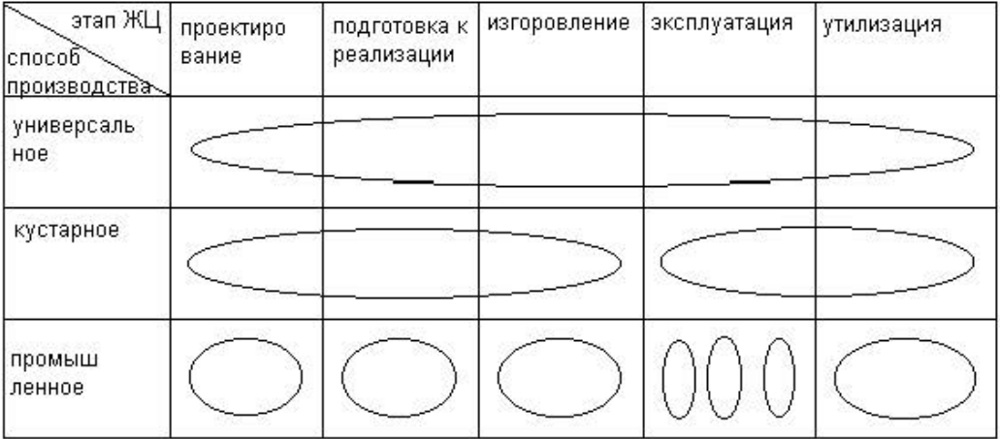 этап ЖЦ
способ
производства
проектиро
вание
подготовка к
реализации
изгоровление
эксплуатация
утилизация
универсаль
ное
кустарное
промыш
ленное